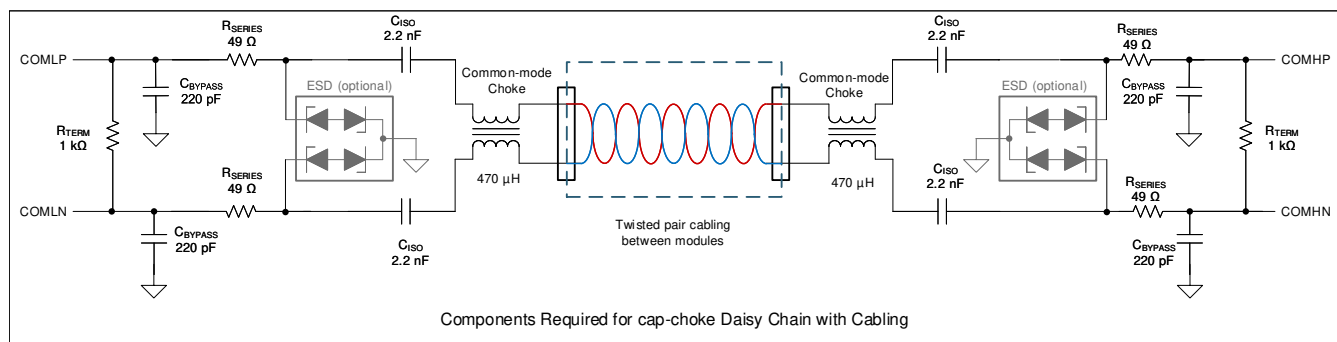 RSERIES
49 Ω
CISO
2.2 nF
CISO
2.2 nF
RSERIES
49 Ω
COMLP
COMHP
CBYPASS
220 pF
ESD (optional)
Common-mode
Choke
Common-mode
Choke
ESD (optional)
CBYPASS
220 pF
RTERM
1 kΩ
RTERM
1 kΩ
RSERIES
49 Ω
470 µH
470 µH
CISO
2.2 nF
RSERIES
49 Ω
COMLN
COMHN
CBYPASS
220 pF
CISO
2.2 nF
Twisted pair cabling
between modules
CBYPASS
220 pF
Components Required for cap-choke Daisy Chain with Cabling